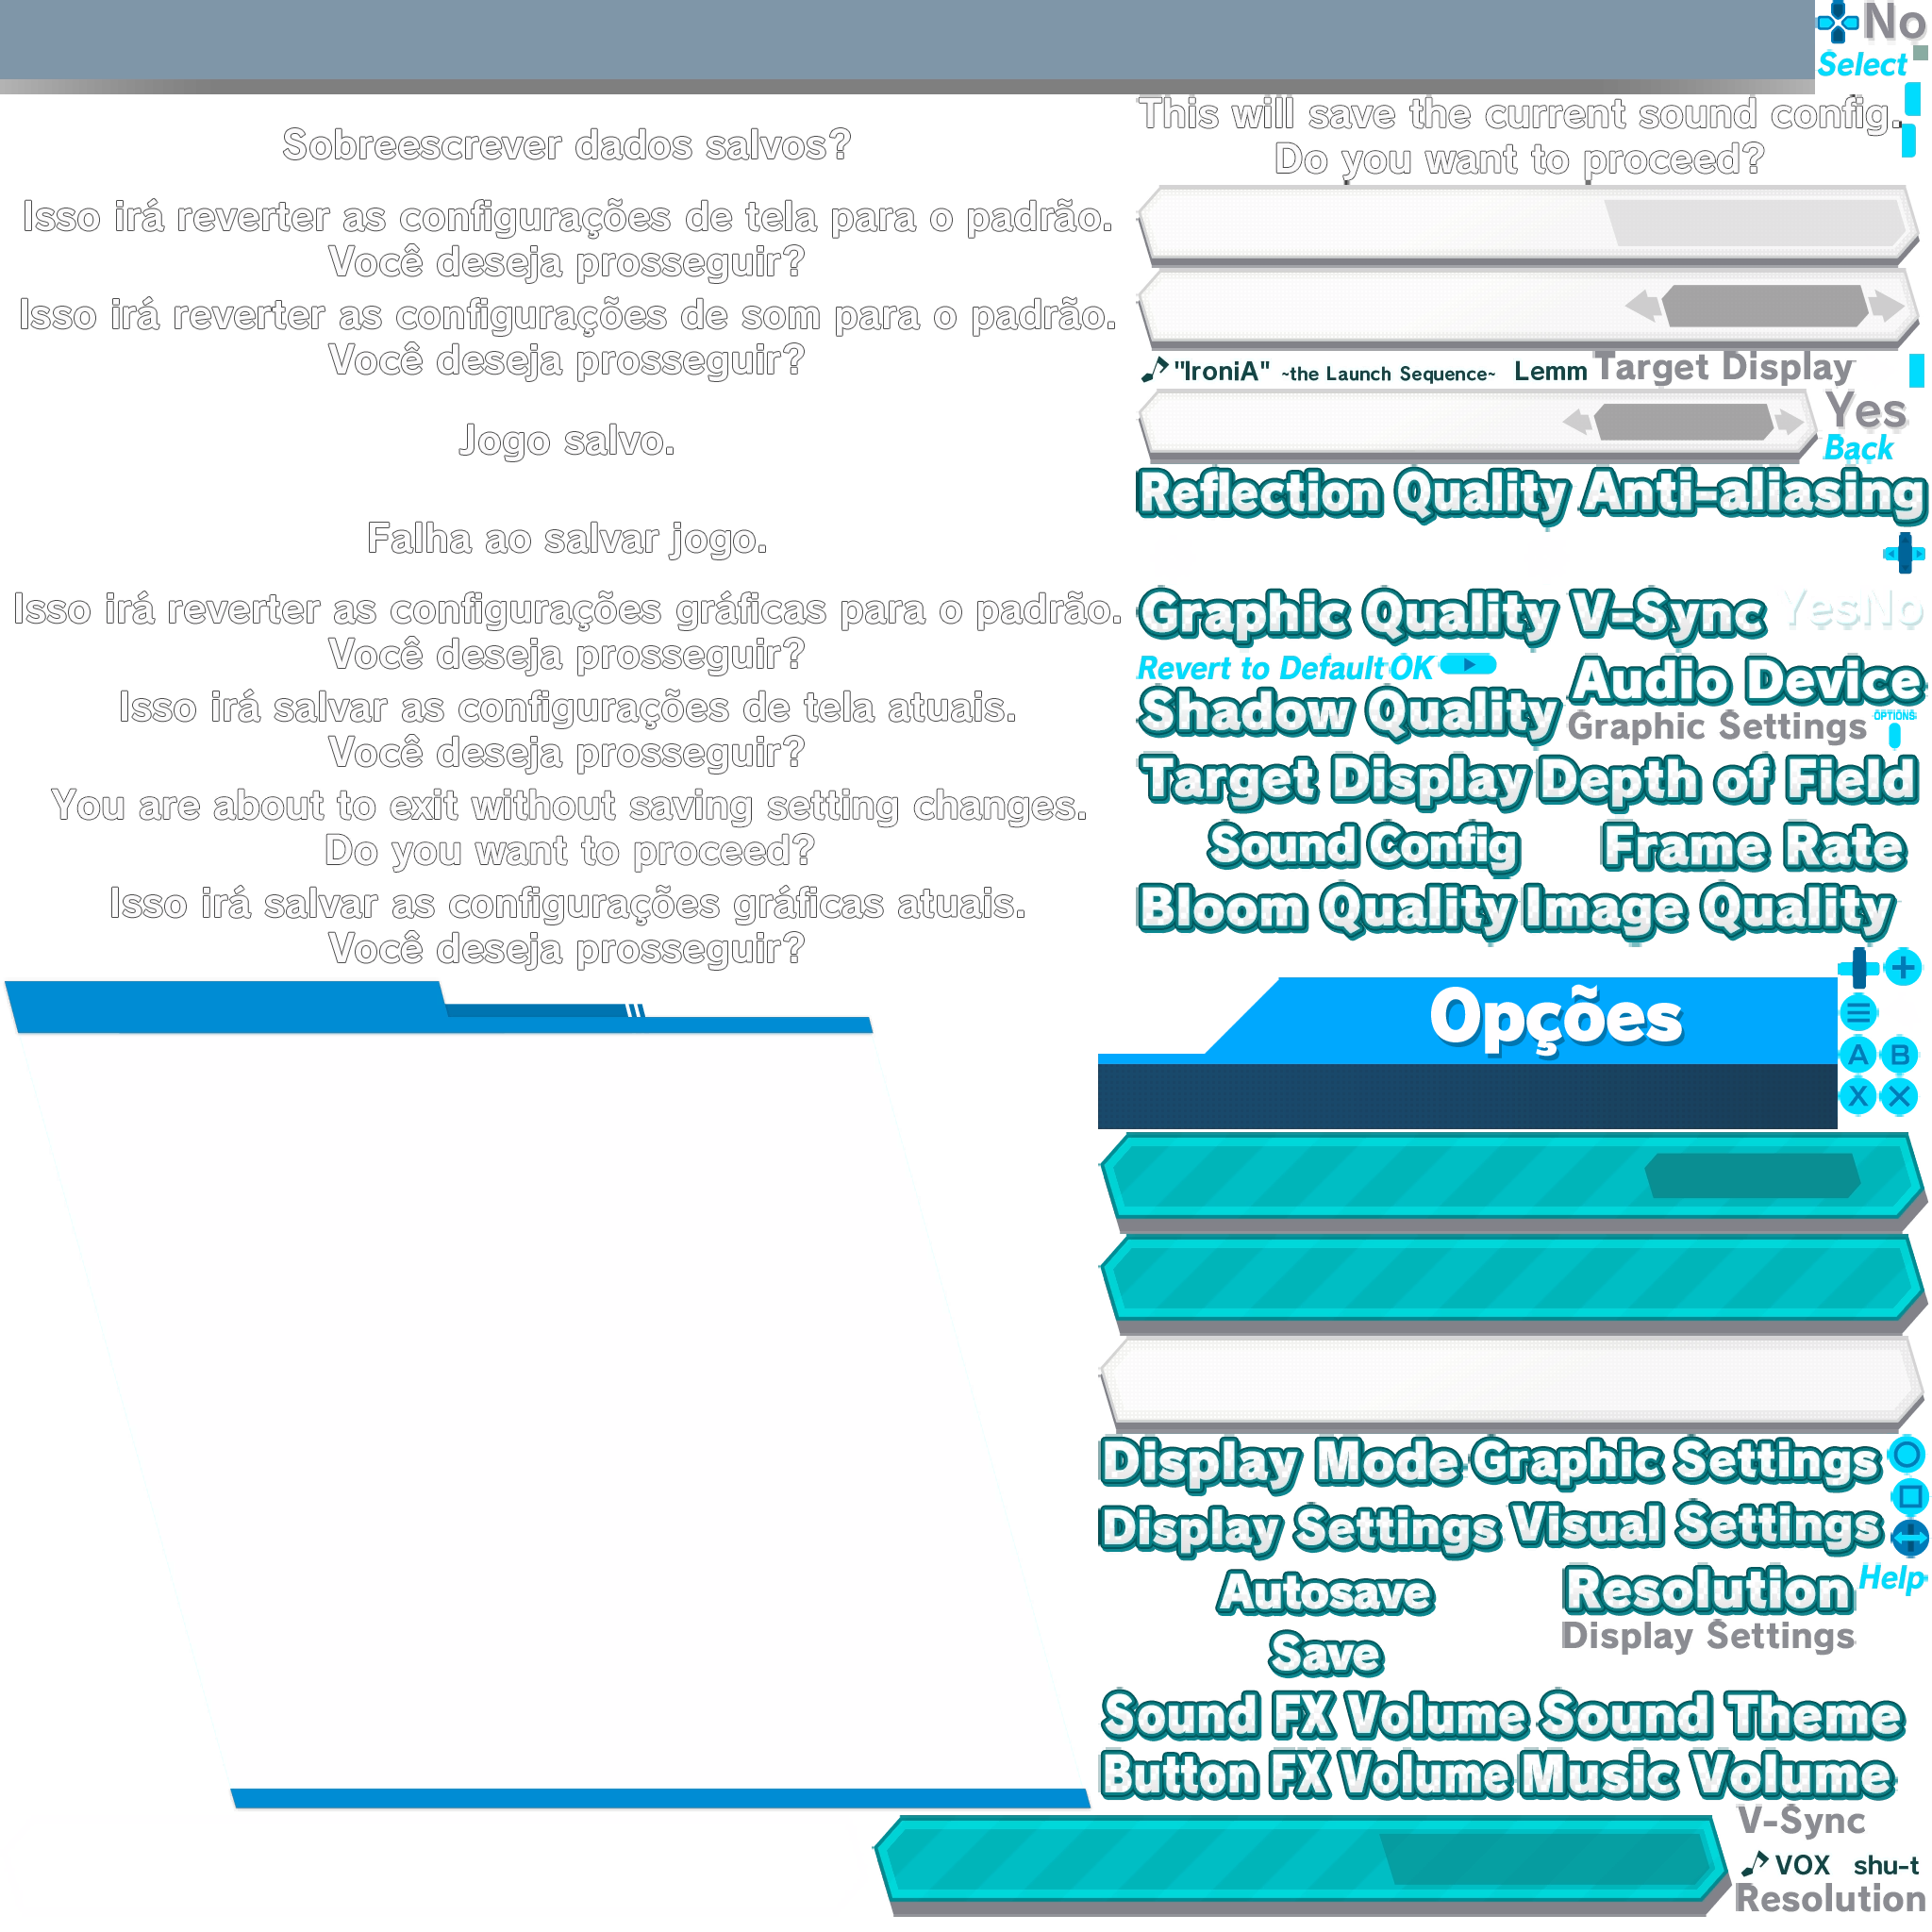 No
Select
Sobreescrever dados salvos?
Isso irá reverter as configurações de tela para o padrão.
Você deseja prosseguir?
Isso irá reverter as configurações de som para o padrão.
Você deseja prosseguir?
Jogo salvo.
Falha ao salvar jogo.
Isso irá reverter as configurações gráficas para o padrão.
Você deseja prosseguir?
Isso irá salvar as configurações de tela atuais.
Você deseja prosseguir?
You are about to exit without saving setting changes.
Do you want to proceed?
Isso irá salvar as configurações gráficas atuais.
Você deseja prosseguir?
This will save the current sound config.
Do you want to proceed?
"IroniA" ~the Launch Sequence~ Lemm
Target Display
Yes
Back
Reflection Quality
Anti-aliasing
Graphic Quality
V-Sync
Yes
No
Revert to Default
OK
Audio Device
Shadow Quality
Graphic Settings
OPTIONS
Target Display
Depth of Field
Sound Config
Frame Rate
Bloom Quality
Image Quality
Opções
A
B
X
Display Mode
Graphic Settings
Display Settings
Visual Settings
Autosave
Resolution
Help
Display Settings
Save
Sound FX Volume
Sound Theme
Button FX Volume
Music Volume
V-Sync
VOX shu-t
Resolution